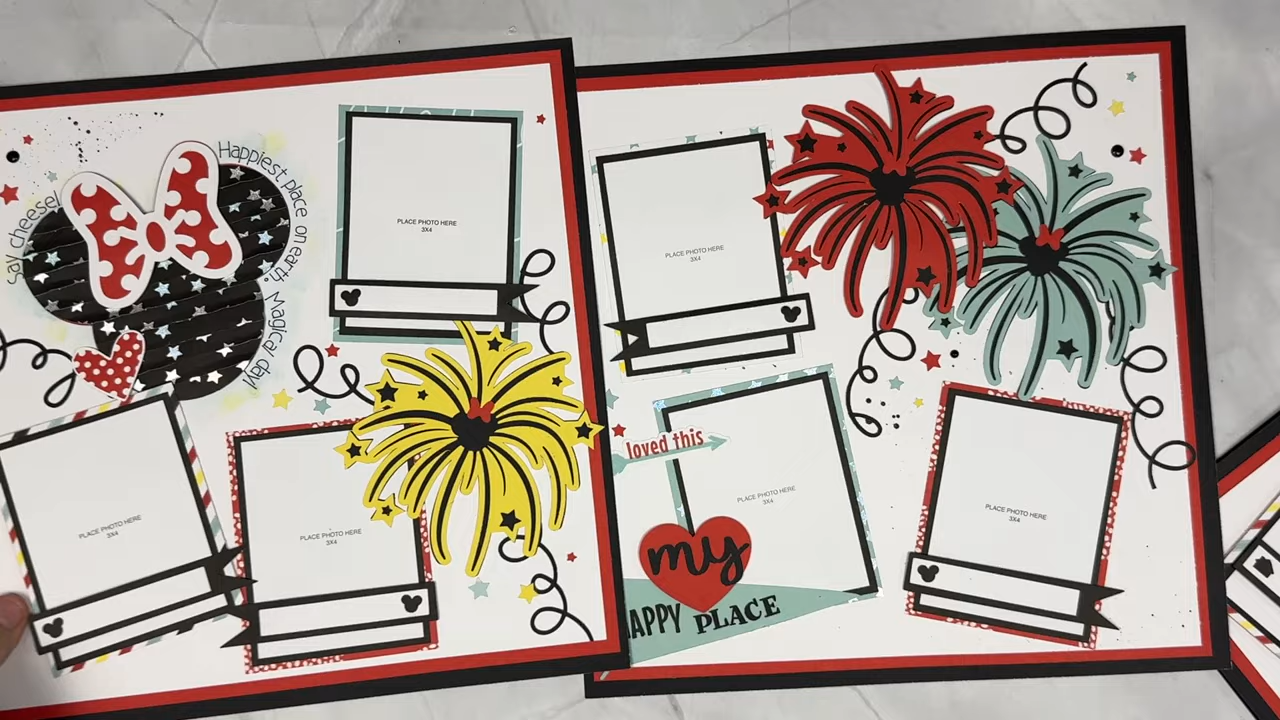 Say cheese!
Happiest place on earth.
Magical day!
PLACE PHOTO HERE
3X4
PLACE PHOTO HERE
3X4
PLACE PHOTO HERE
3X4
PLACE PHOTO HERE
3X4
loved this
PLACE PHOTO HERE
3X4
my
APPY PLACE
PLACE PHOTO HERE
3X4